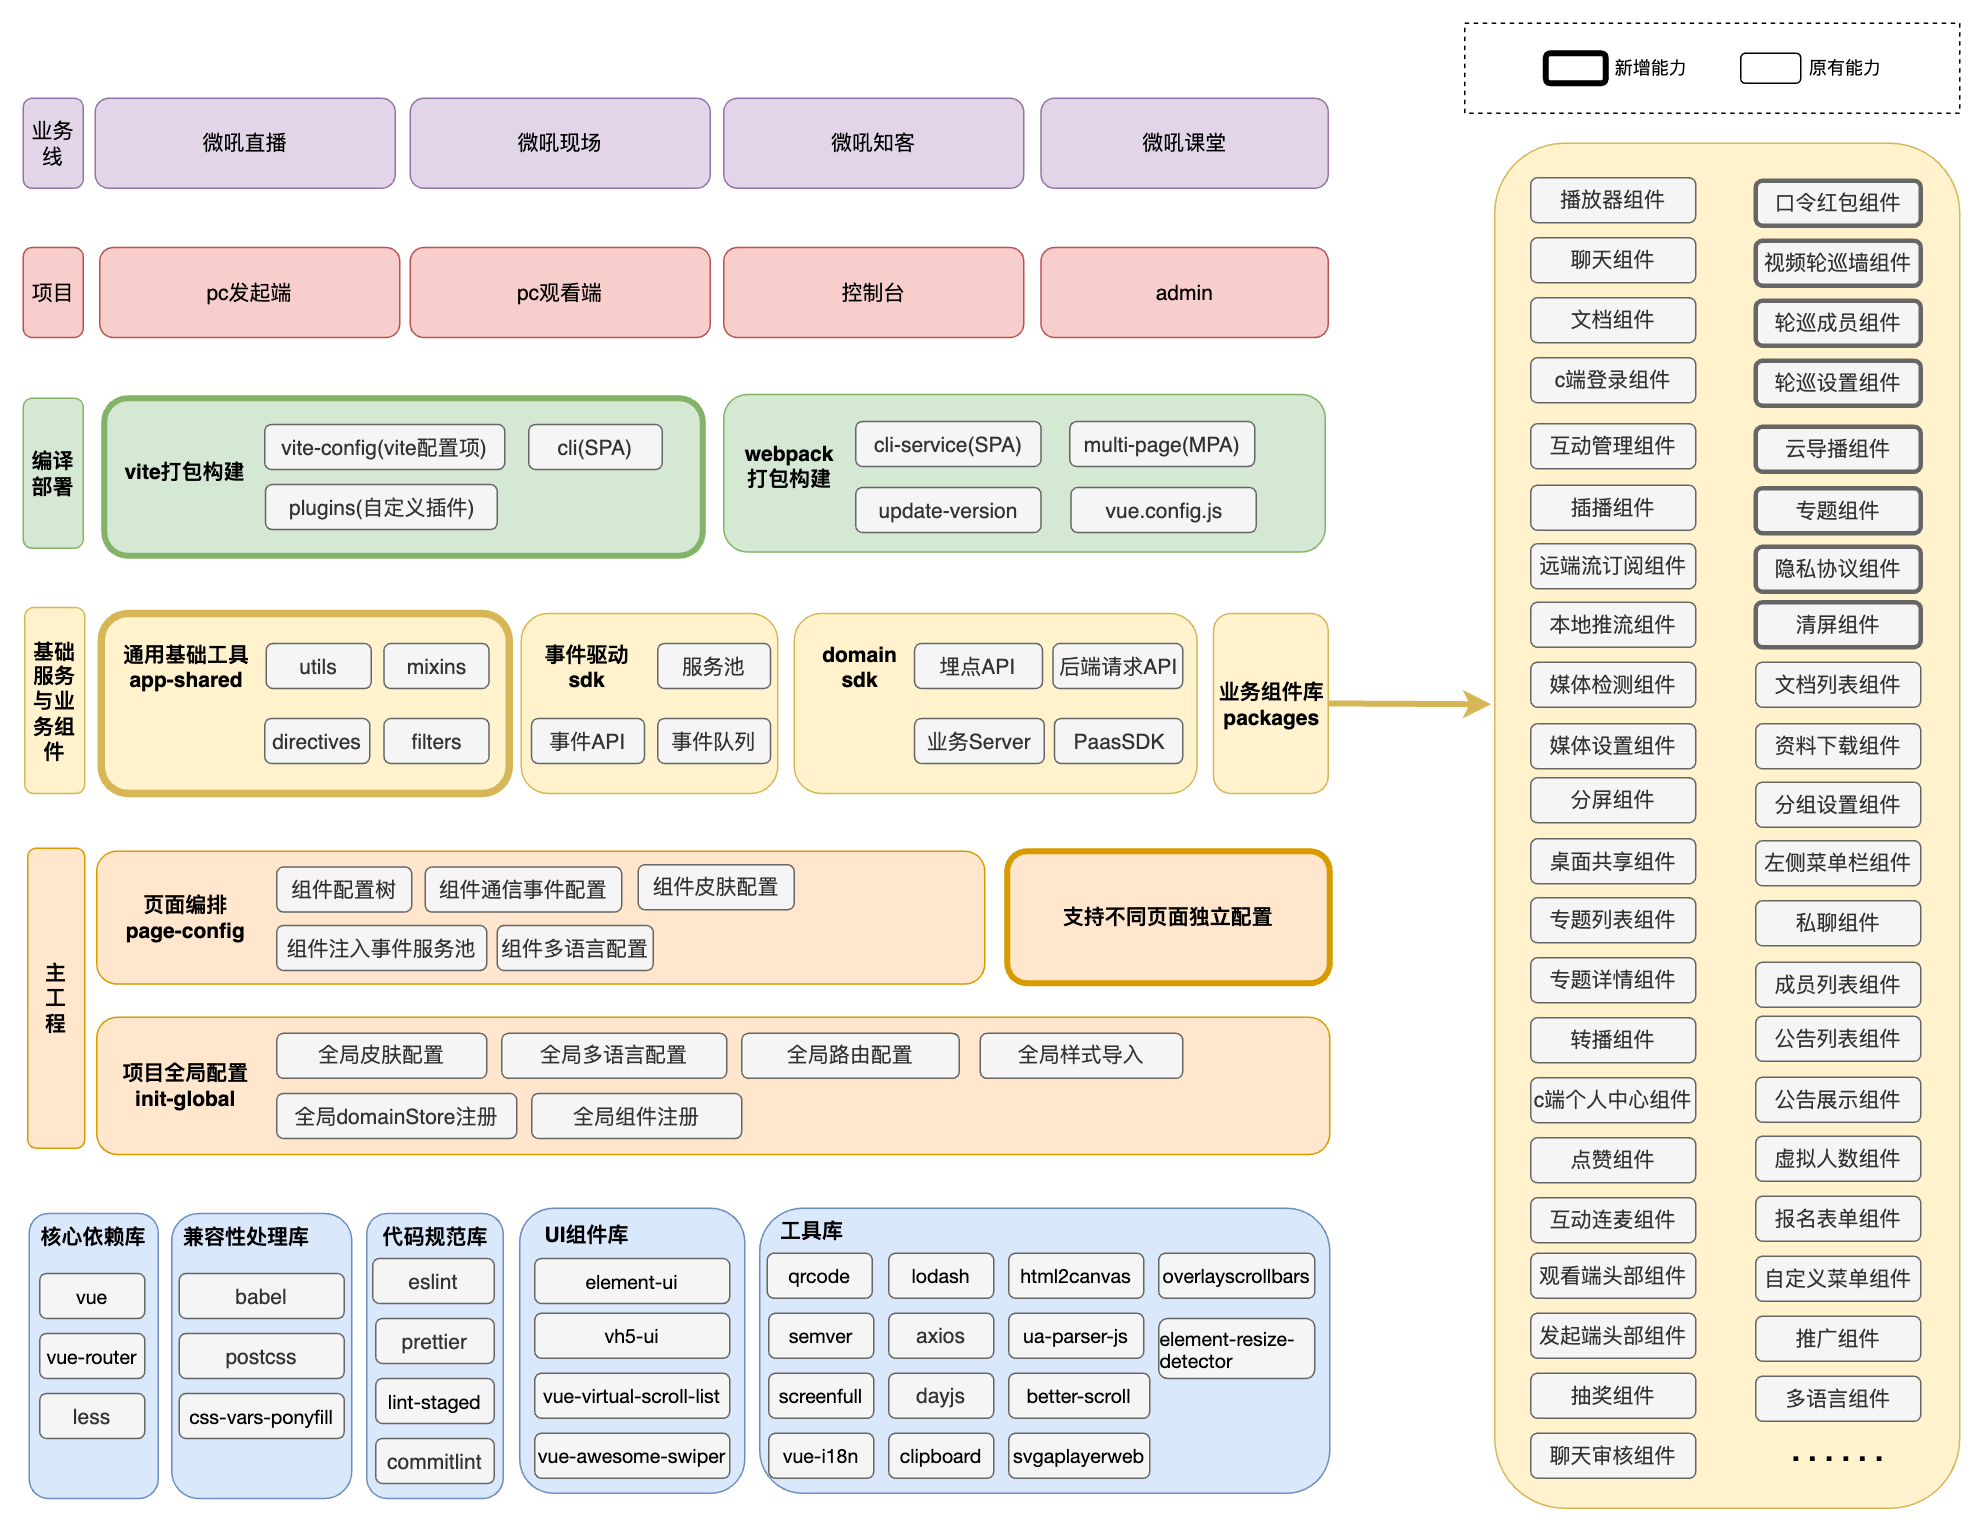 新增能力
原有能力
业务
线
微吼直播
微吼现场
微吼知客
微吼课堂
项目
pc发起端
pc观看端
控制台
admin
编译
部署
vite打包构建
vite-config(vite配置项)
cli(SPA)
plugins(自定义插件)
webpack
打包构建
cli-service(SPA)
multi-page(MPA)
update-version
vue.config.js
基础
服务
与业
务组
件
通用基础工具
app-shared
utils
mixins
directives
filters
事件驱动
sdk
服务池
事件API
事件队列
domain
sdk
埋点API
后端请求API
业务Server
PaasSDK
业务组件库
packages
主
工
程
页面编排
page-config
组件配置树
组件通信事件配置
组件皮肤配置
组件注入事件服务池
组件多语言配置
支持不同页面独立配置
项目全局配置
init-global
全局皮肤配置
全局多语言配置
全局路由配置
全局样式导入
全局domainStore注册
全局组件注册
核心依赖库
vue
vue-router
less
兼容性处理库
babel
postcss
css-vars-ponyfill
代码规范库
eslint
prettier
lint-staged
commitlint
UI组件库
element-ui
vh5-ui
vue-virtual-scroll-list
vue-awesome-swiper
工具库
qrcode
lodash
html2canvas
overlayscrollbars
semver
axios
ua-parser-js
element-resize-
detector
screenfull
dayjs
better-scroll
vue-i18n
clipboard
svgaplayerweb
播放器组件
聊天组件
文档组件
c端登录组件
互动管理组件
插播组件
远端流订阅组件
本地推流组件
媒体检测组件
媒体设置组件
分屏组件
桌面共享组件
专题列表组件
专题详情组件
转播组件
c端个人中心组件
点赞组件
互动连麦组件
观看端头部组件
发起端头部组件
抽奖组件
聊天审核组件
口令红包组件
视频轮巡墙组件
轮巡成员组件
轮巡设置组件
云导播组件
专题组件
隐私协议组件
清屏组件
文档列表组件
资料下载组件
分组设置组件
左侧菜单栏组件
私聊组件
成员列表组件
公告列表组件
公告展示组件
虚拟人数组件
报名表单组件
自定义菜单组件
推广组件
多语言组件
······